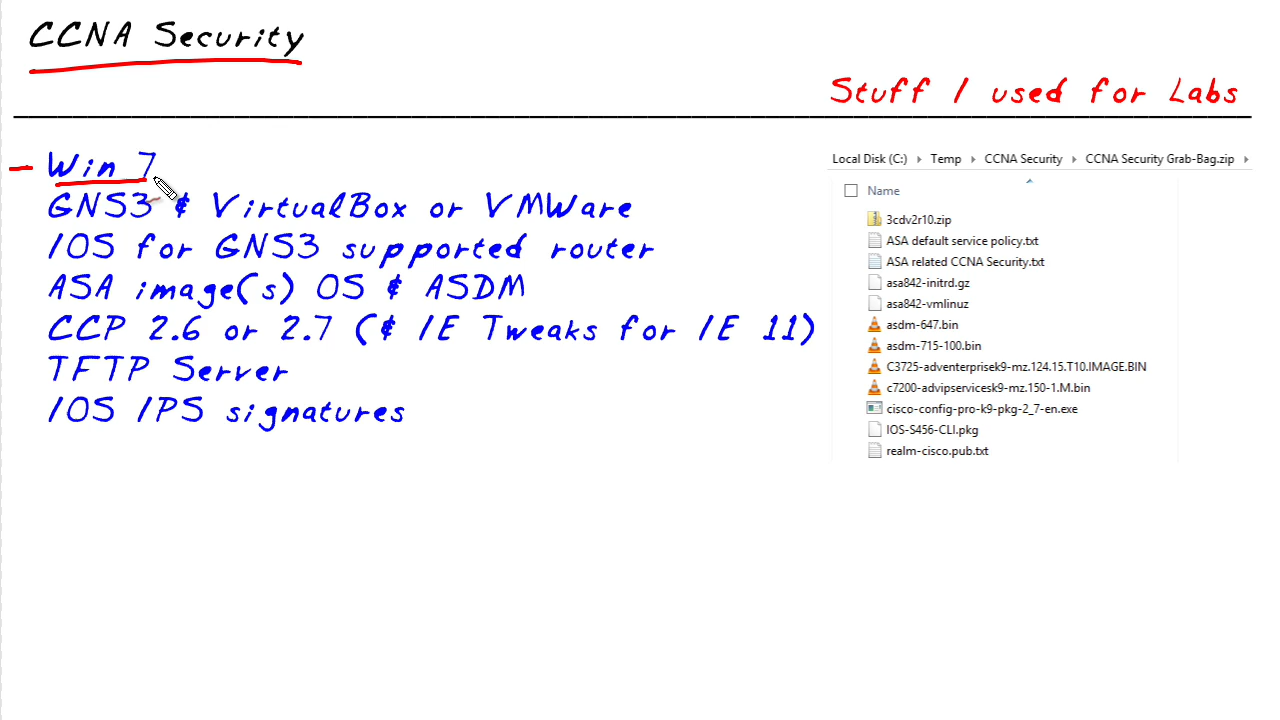 CCNA Security
Stuff I used for Labs
Win 7
GNS3 & VirtualBox or VMWare
IOS for GNS3 supported router
ASA image(s) OS & ASDM
CCP 2.6 or 2.7 (& IE Tweaks for IE 11)
TFTP Server
IOS IPS signatures
Local Disk (C:) › Temp › CCNA Security › CCNA Security Grab-Bag.zip ›
Name
3cdv2r10.zip
ASA default service policy.txt
ASA related CCNA Security.txt
asa842-initrd.gz
asa842-vmlinuz
asdm-647.bin
asdm-715-100.bin
C3725-adventerprisek9-mz.124.15.T10.IMAGE.BIN
c7200-advipservicesk9-mz.150-1.M.bin
cisco-config-pro-k9-pkg-2_7-en.exe
IOS-S456-CLI.pkg
realm-cisco.pub.txt